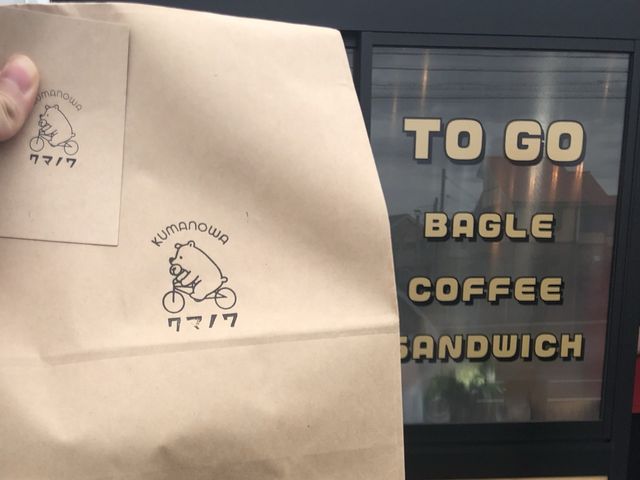 KUMANOWA
クマノワ
KUMANOWA
クマノワ
TO GO
BAGLE
COFFEE
SANDWICH